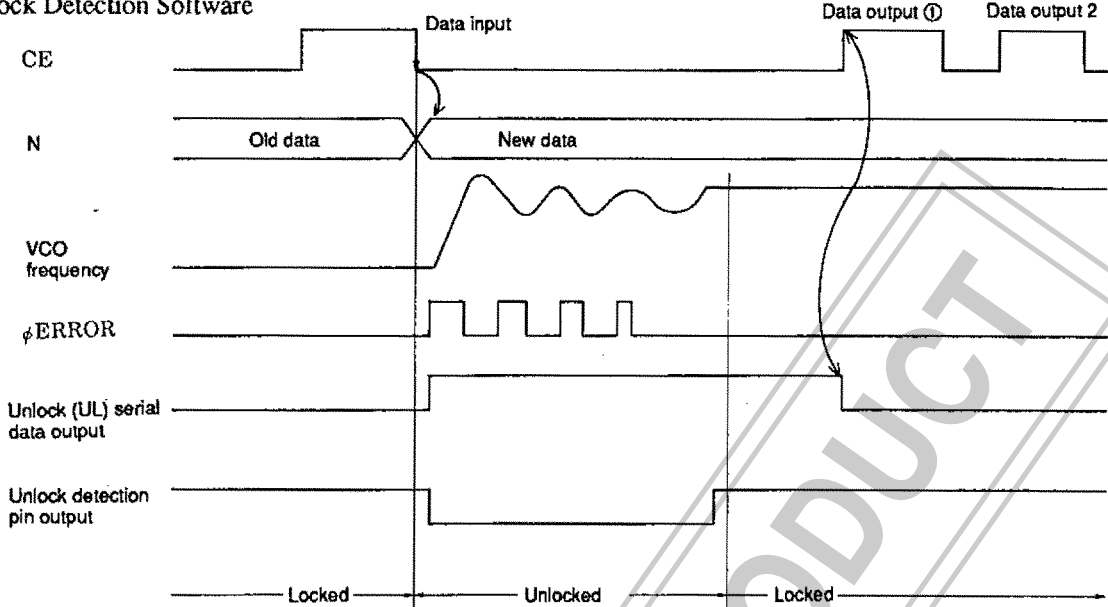 ock Detection Software
Data output ①
Data output 2
Data input
CE
Old data
New data
N
VCO
frequency
φERROR
Unlock (UL) serial
data output
Unlock detection
pin output
Locked
Unlocked
Locked
ODUCT